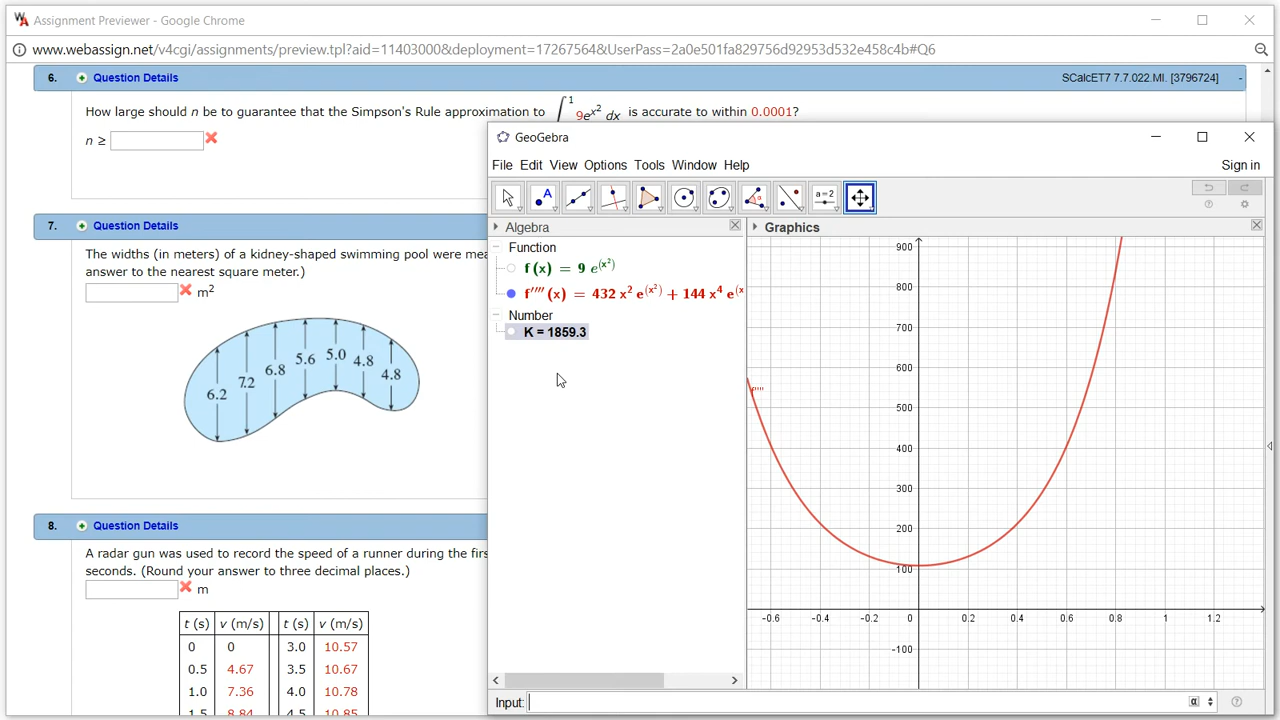 Assignment Previewer - Google Chrome
www.webassign.net/v4cgi/assignments/preview.tpl?aid=11403000&deployment=17267564&UserPass=2a0e501fa829756d92953d532e458c4b#Q6
6. Question Details SCalcET7 7.7.022.MI. [3796724] -
How large should n be to guarantee that the Simpson's Rule approximation to ∫ 1 9e^x² dx is accurate to within 0.0001?
n ≥
7. Question Details
The widths (in meters) of a kidney-shaped swimming pool were mea
answer to the nearest square meter.)
m²
6.2 7.2 6.8 5.6 5.0 4.8 4.8
8. Question Details
A radar gun was used to record the speed of a runner during the firs
seconds. (Round your answer to three decimal places.)
m
t (s) v (m/s) t (s) v (m/s)
0 0 3.0 10.57
0.5 4.67 3.5 10.67
1.0 7.36 4.0 10.78
1.5 8.84 4.5 10.85
GeoGebra
File Edit View Options Tools Window Help Sign in
A a=2
Algebra
Function
f(x) = 9 e^(x²)
f''''(x) = 432 x² e^(x²) + 144 x⁴ e^(x
Number
K = 1859.3
Graphics
900
800
700
600
500
400
300
200
100
-100
-0.6 -0.4 -0.2 0 0.2 0.4 0.6 0.8 1 1.2
f''''
Input: α